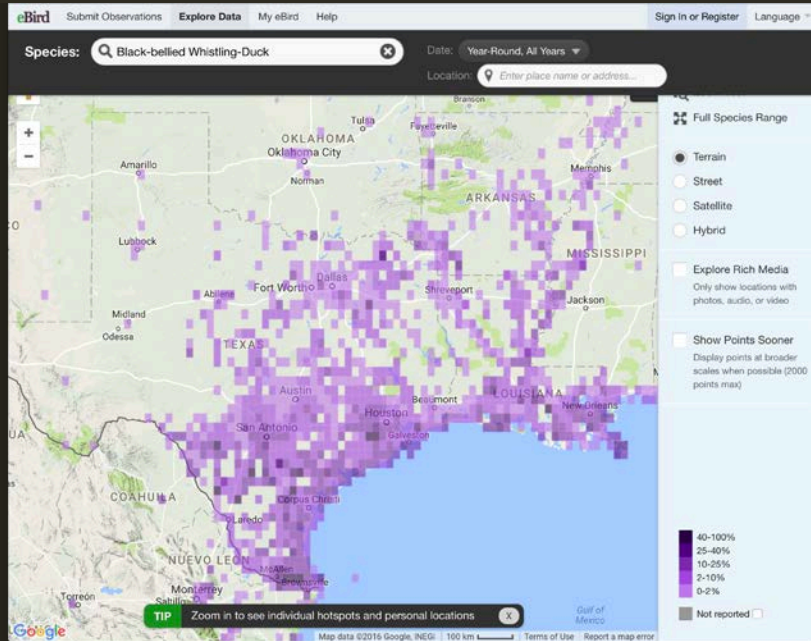 eBird Submit Observations Explore Data My eBird Help Sign In or Register Language
Species: Black-bellied Whistling-Duck
Date: Year-Round, All Years
Location: Enter place name or address...
Full Species Range
Terrain
Street
Satellite
Hybrid
Explore Rich Media
Only show locations with
photos, audio, or video
Show Points Sooner
Display points at broader
scales when possible (2000
points max)
40-100%
25-40%
10-25%
2-10%
0-2%
Not reported
+
−
Branson
Tulsa
Fayetteville
OKLAHOMA
Oklahoma City
Norman
Amarillo
Memphis
ARKANSAS
Lubbock
MISSISSIPPI
Dallas
Fort Worth
Abilene
Shreveport
Jackson
Midland
Odessa
TEXAS
Austin
Beaumont
LOUISIANA
New Orleans
Houston
San Antonio
Galveston
COAHUILA
Corpus Christi
Laredo
NUEVO LEON
McAllen
Brownsville
Monterrey
Saltillo
Torreón
Gulf of
Mexico
TIP Zoom in to see individual hotspots and personal locations X
Google Map data ©2016 Google, INEGI 100 km Terms of Use Report a map error